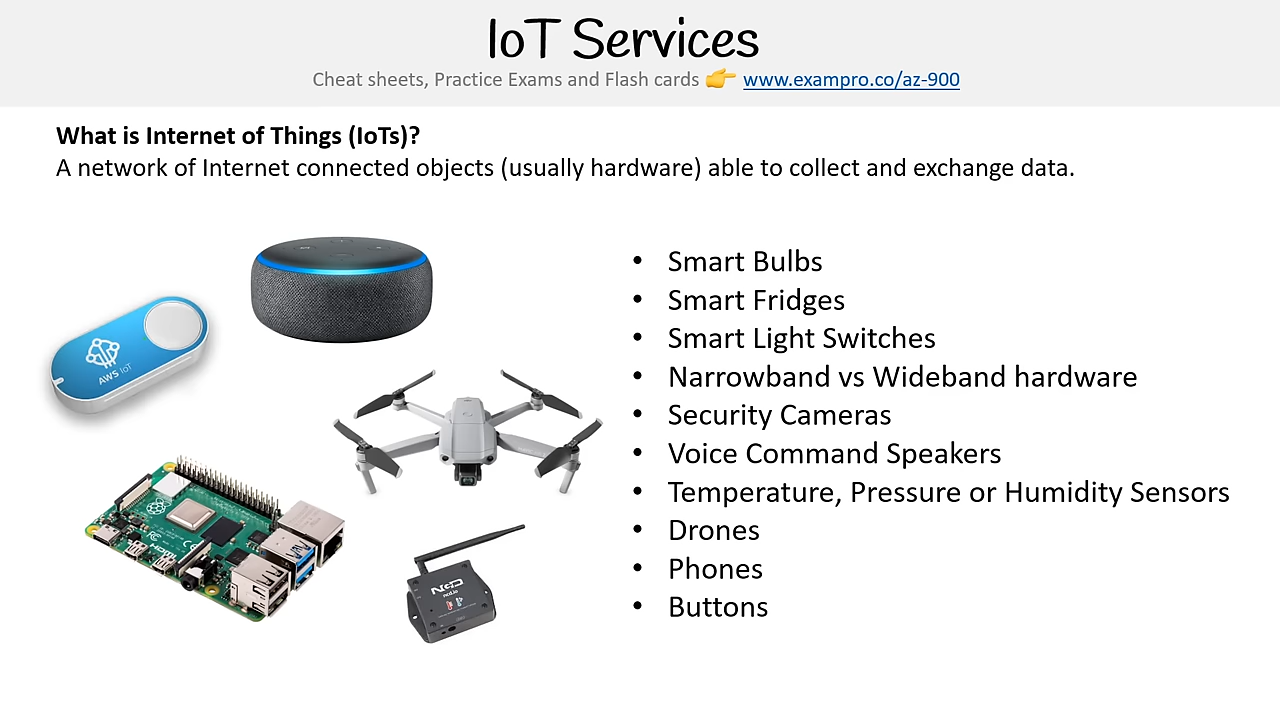 IoT Services
Cheat sheets, Practice Exams and Flash cards 👉 www.exampro.co/az-900
What is Internet of Things (IoTs)?
A network of Internet connected objects (usually hardware) able to collect and exchange data.
• Smart Bulbs
• Smart Fridges
• Smart Light Switches
• Narrowband vs Wideband hardware
• Security Cameras
• Voice Command Speakers
• Temperature, Pressure or Humidity Sensors
• Drones
• Phones
• Buttons
AWS IoT
HDMI
NCD
ncd.io